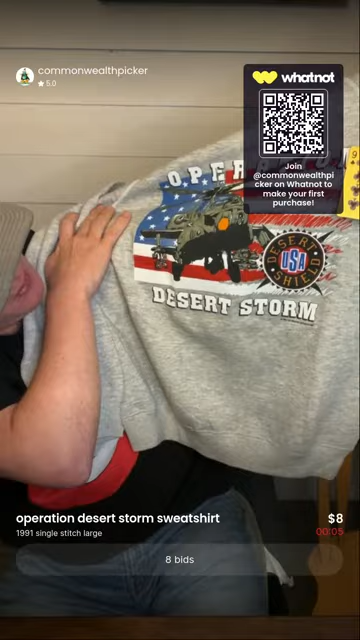 commonwealthpicker
★ 5.0
whatnot
Join
@commonwealthpi
cker on Whatnot to
make your first
purchase!
OPERA
DESERT
USA
SHIELD
DESERT STORM
operation desert storm sweatshirt
$8
1991 single stitch large
00:05
8 bids